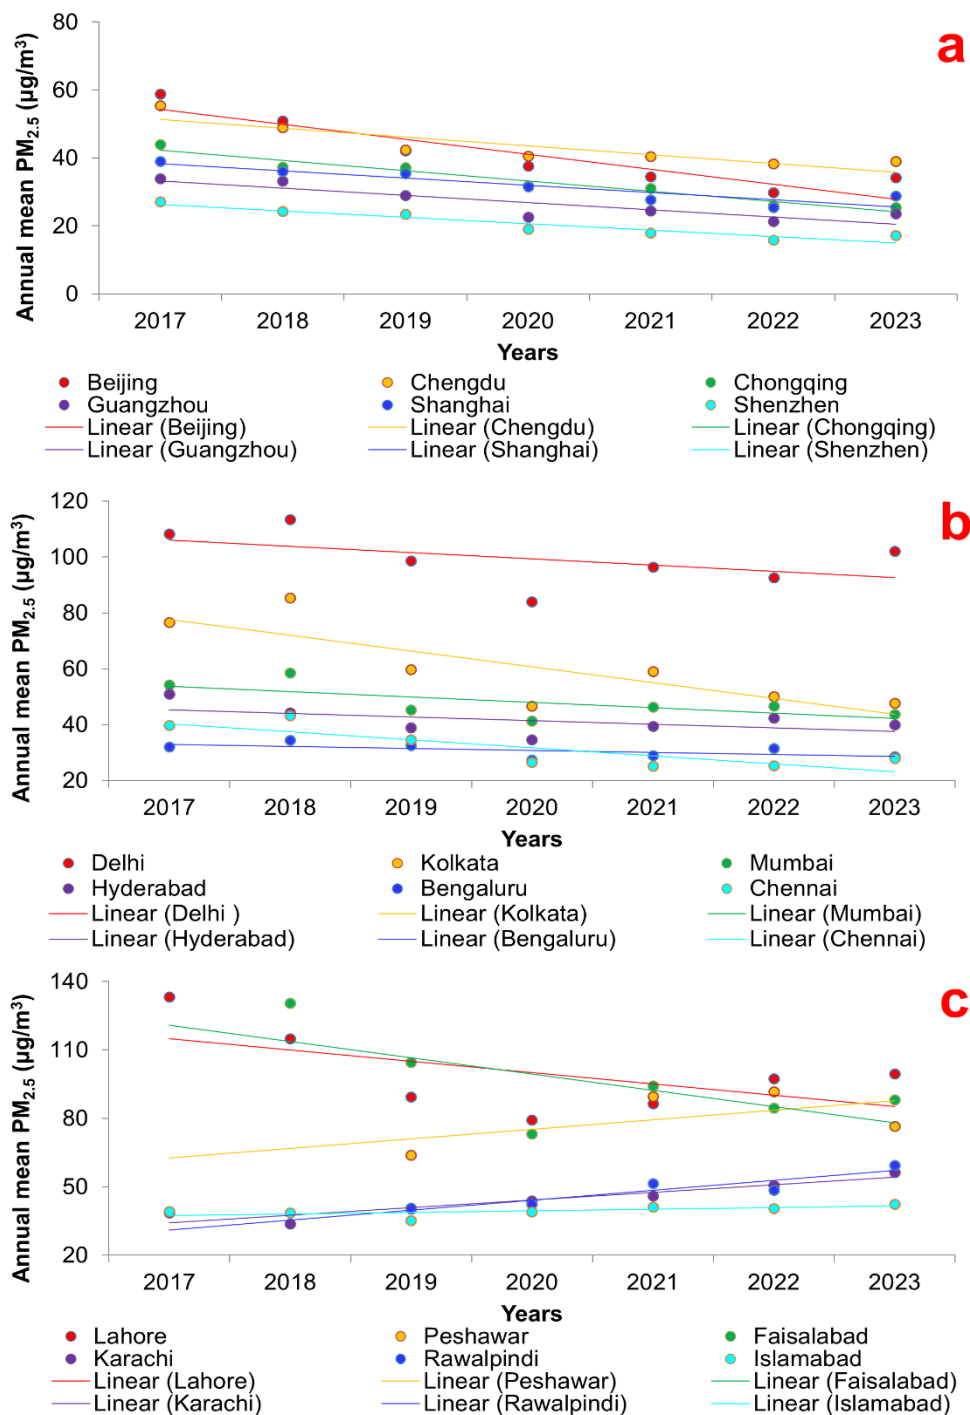 a
Annual mean PM2.5 (µg/m³)
80
60
40
20
0
2017 2018 2019 2020 2021 2022 2023
Years
Beijing Chengdu Chongqing
Guangzhou Shanghai Shenzhen
Linear (Beijing) Linear (Chengdu) Linear (Chongqing)
Linear (Guangzhou) Linear (Shanghai) Linear (Shenzhen)
b
Annual mean PM2.5 (µg/m³)
120
100
80
60
40
20
2017 2018 2019 2020 2021 2022 2023
Years
Delhi Kolkata Mumbai
Hyderabad Bengaluru Chennai
Linear (Delhi ) Linear (Kolkata) Linear (Mumbai)
Linear (Hyderabad) Linear (Bengaluru) Linear (Chennai)
c
Annual mean PM2.5 (µg/m³)
140
110
80
50
20
2017 2018 2019 2020 2021 2022 2023
Years
Lahore Peshawar Faisalabad
Karachi Rawalpindi Islamabad
Linear (Lahore) Linear (Peshawar) Linear (Faisalabad)
Linear (Karachi) Linear (Rawalpindi) Linear (Islamabad)